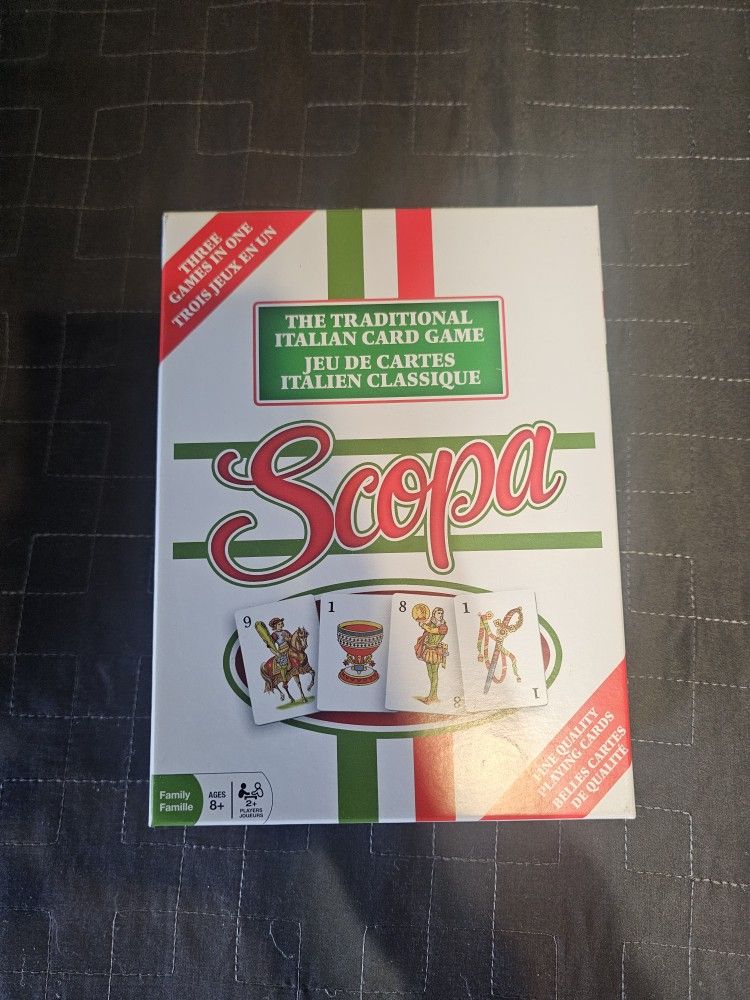 THREE
GAMES IN ONE
TROIS JEUX EN UN
THE TRADITIONAL
ITALIAN CARD GAME
JEU DE CARTES
ITALIEN CLASSIQUE
Scopa
9
1
8
8
1
1
FINE QUALITY
PLAYING CARDS
BELLES CARTES
DE QUALITÉ
Family
Famille
AGES
8+
2+
PLAYERS
JOUEURS